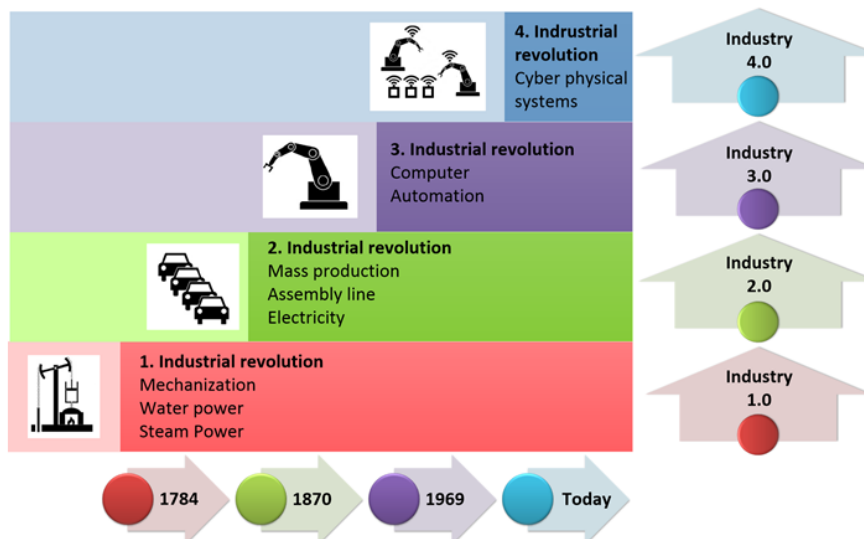 4. Indrustrial
revolution
Cyber physical
systems
Industry
4.0
3. Industrial revolution
Computer
Automation
Industry
3.0
2. Industrial revolution
Mass production
Assembly line
Electricity
Industry
2.0
1. Industrial revolution
Mechanization
Water power
Steam Power
Industry
1.0
1784
1870
1969
Today